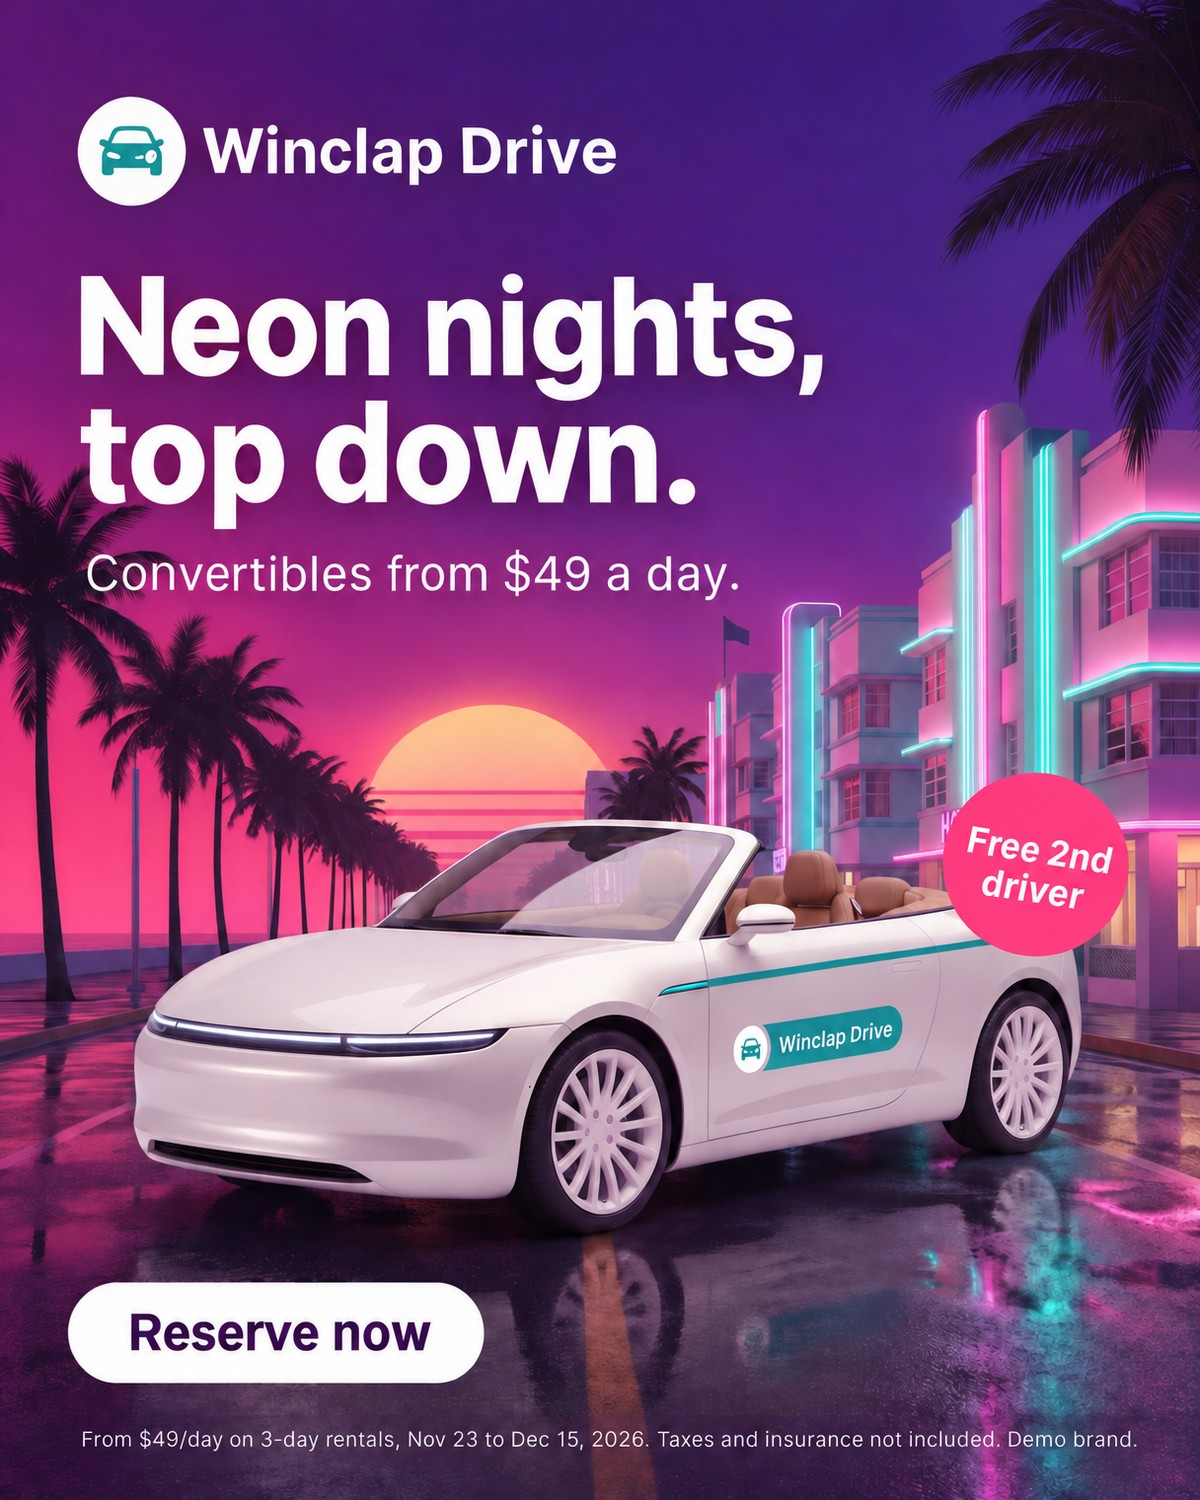 Winclap Drive
Neon nights,
top down.
Convertibles from $49 a day.
Free 2nd
driver
Winclap Drive
Reserve now
From $49/day on 3-day rentals, Nov 23 to Dec 15, 2026. Taxes and insurance not included. Demo brand.